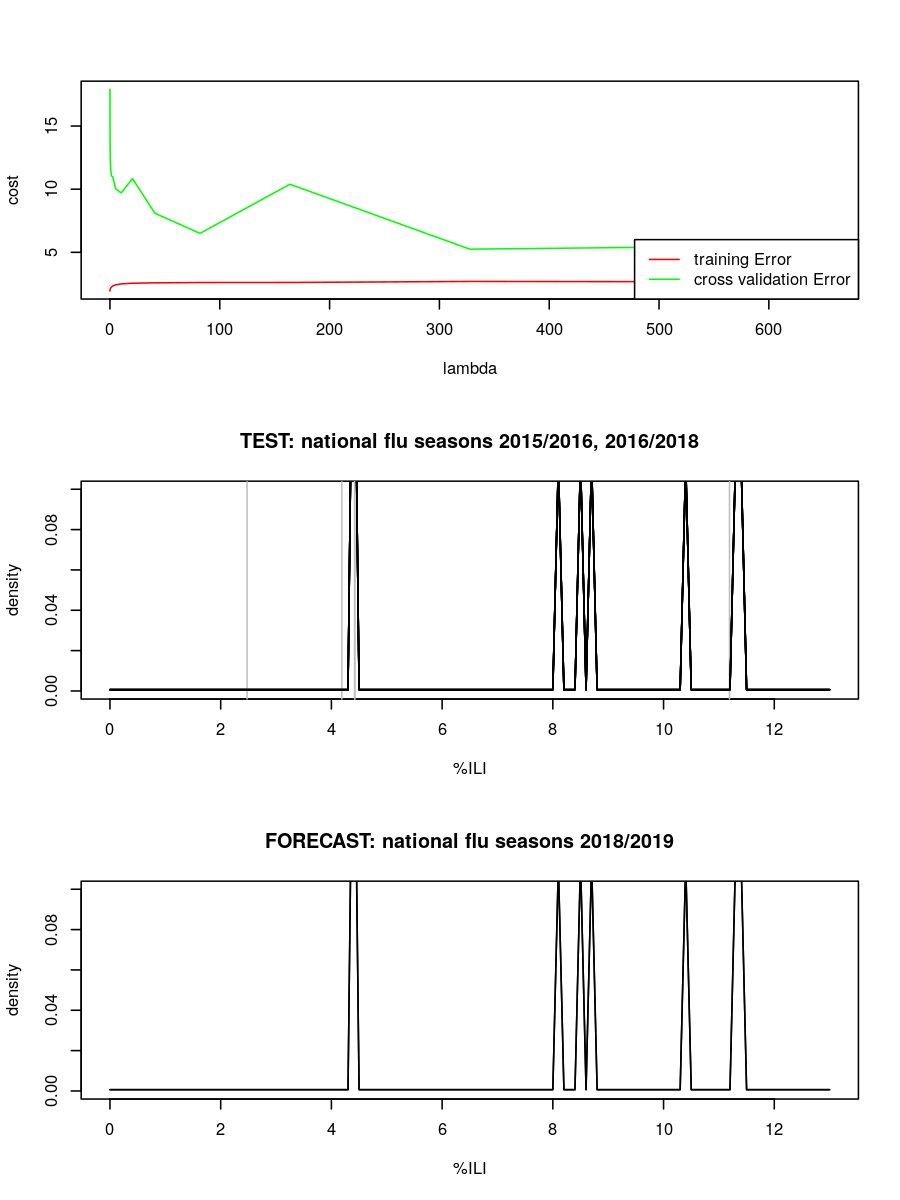 15
10
5
cost
training Error
cross validation Error
0 100 200 300 400 500 600
lambda
TEST: national flu seasons 2015/2016, 2016/2018
0.08
0.04
0.00
density
0 2 4 6 8 10 12
%ILI
FORECAST: national flu seasons 2018/2019
0.08
0.04
0.00
density
0 2 4 6 8 10 12
%ILI